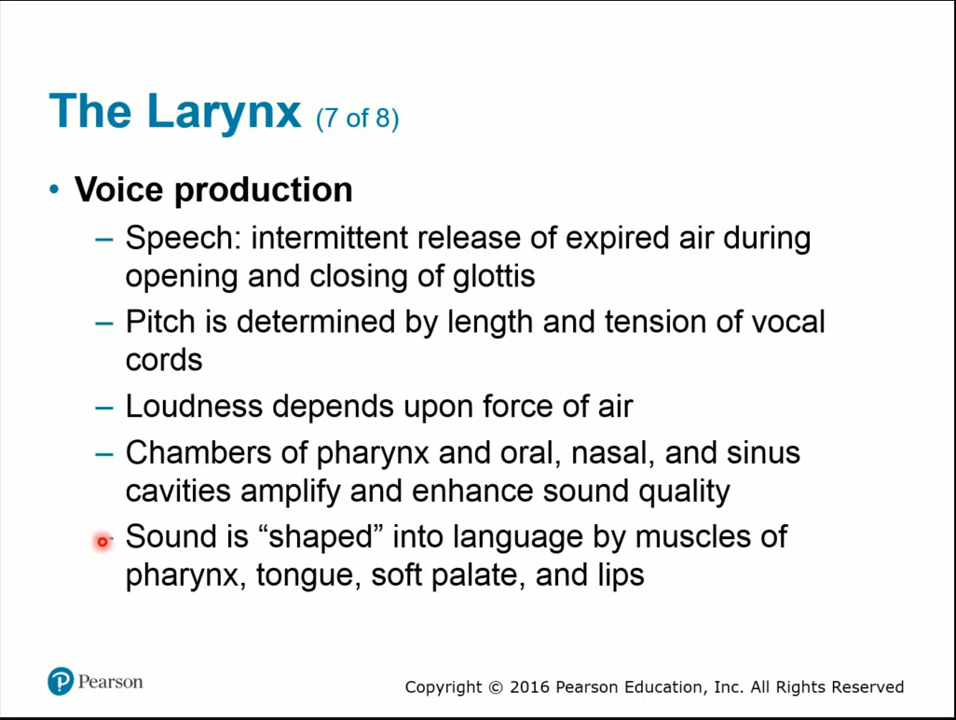 The Larynx (7 of 8)
• Voice production
– Speech: intermittent release of expired air during
opening and closing of glottis
– Pitch is determined by length and tension of vocal
cords
– Loudness depends upon force of air
– Chambers of pharynx and oral, nasal, and sinus
cavities amplify and enhance sound quality
Sound is “shaped” into language by muscles of
pharynx, tongue, soft palate, and lips
P Pearson
Copyright © 2016 Pearson Education, Inc. All Rights Reserved